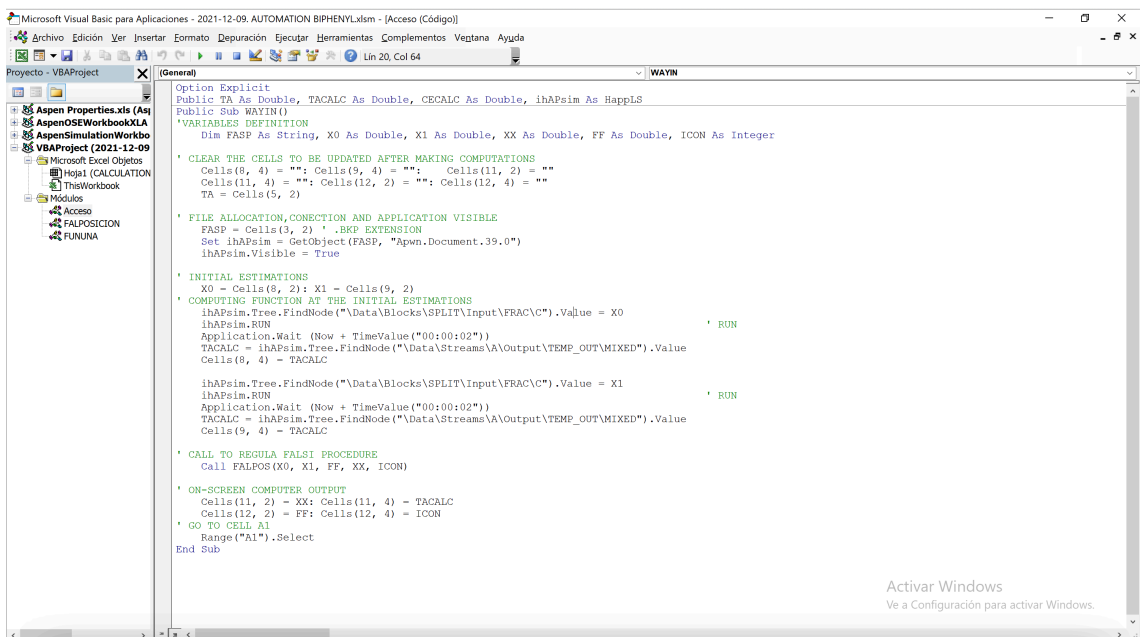 Microsoft Visual Basic para Aplicaciones - 2021-12-09. AUTOMATION BIPHENYL.xlsm - [Acceso (Código)]
Archivo Edición Ver Insertar Formato Depuración Ejecutar Herramientas Complementos Ventana Ayuda
Lín 20, Col 64
Proyecto - VBAProject
(General)
WAYIN
Aspen Properties.xls (Asp
AspenOSEWorkbookXLA
AspenSimulationWorkbo
VBAProject (2021-12-09
Microsoft Excel Objetos
Hoja1 (CALCULATION
ThisWorkbook
Módulos
Acceso
FALPOSICION
FUNUNA
Option Explicit
Public TA As Double, TACALC As Double, CECALC As Double, ihAPsim As HappLS
Public Sub WAYIN()
'VARIABLES DEFINITION
Dim FASP As String, X0 As Double, X1 As Double, XX As Double, FF As Double, ICON As Integer
' CLEAR THE CELLS TO BE UPDATED AFTER MAKING COMPUTATIONS
Cells(8, 4) = "": Cells(9, 4) = "": Cells(11, 2) = ""
Cells(11, 4) = "": Cells(12, 2) = "": Cells(12, 4) = ""
TA = Cells(5, 2)
' FILE ALLOCATION,CONECTION AND APPLICATION VISIBLE
FASP = Cells(3, 2) ' .BKP EXTENSION
Set ihAPsim = GetObject(FASP, "Apwn.Document.39.0")
ihAPsim.Visible = True
' INITIAL ESTIMATIONS
X0 = Cells(8, 2): X1 = Cells(9, 2)
' COMPUTING FUNCTION AT THE INITIAL ESTIMATIONS
ihAPsim.Tree.FindNode("\Data\Blocks\SPLIT\Input\FRAC\C").Value = X0
ihAPsim.RUN ' RUN
Application.Wait (Now + TimeValue("00:00:02"))
TACALC = ihAPsim.Tree.FindNode("\Data\Streams\A\Output\TEMP_OUT\MIXED").Value
Cells(8, 4) = TACALC
ihAPsim.Tree.FindNode("\Data\Blocks\SPLIT\Input\FRAC\C").Value = X1
ihAPsim.RUN ' RUN
Application.Wait (Now + TimeValue("00:00:02"))
TACALC = ihAPsim.Tree.FindNode("\Data\Streams\A\Output\TEMP_OUT\MIXED").Value
Cells(9, 4) = TACALC
' CALL TO REGULA FALSI PROCEDURE
Call FALPOS(X0, X1, FF, XX, ICON)
' ON-SCREEN COMPUTER OUTPUT
Cells(11, 2) = XX: Cells(11, 4) = TACALC
Cells(12, 2) = FF: Cells(12, 4) = ICON
' GO TO CELL A1
Range("A1").Select
End Sub
Activar Windows
Ve a Configuración para activar Windows.